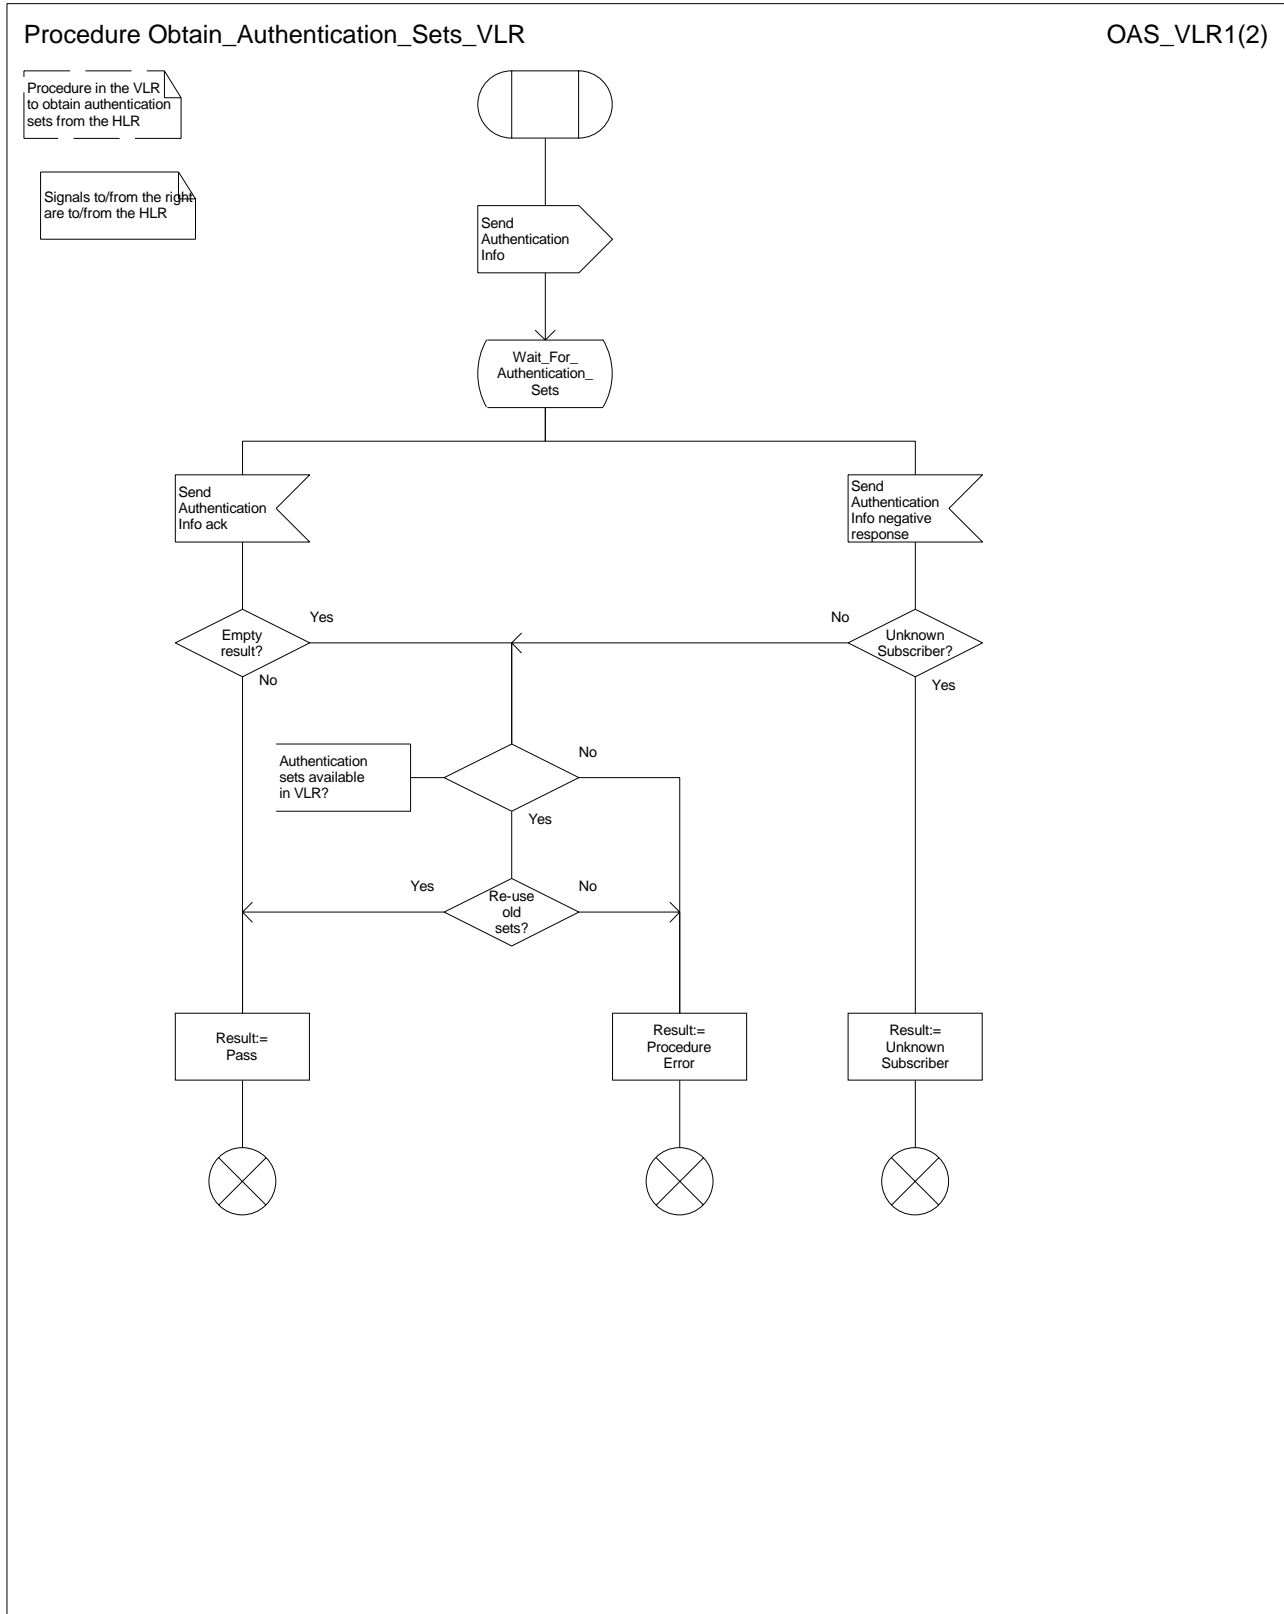 Procedure Obtain_Authentication_Sets_VLR
OAS_VLR1(2)
Procedure in the VLR
to obtain authentication
sets from the HLR
Signals to/from the right
are to/from the HLR
Send
Authentication
Info
Wait_For_
Authentication_
Sets
Send
Authentication
Info ack
Send
Authentication
Info negative
response
Empty
result?
Yes
No
Unknown
Subscriber?
No
Yes
Authentication
sets available
in VLR?
No
Yes
Re-use
old
sets?
Yes
No
Result:=
Pass
Result:=
Procedure
Error
Result:=
Unknown
Subscriber